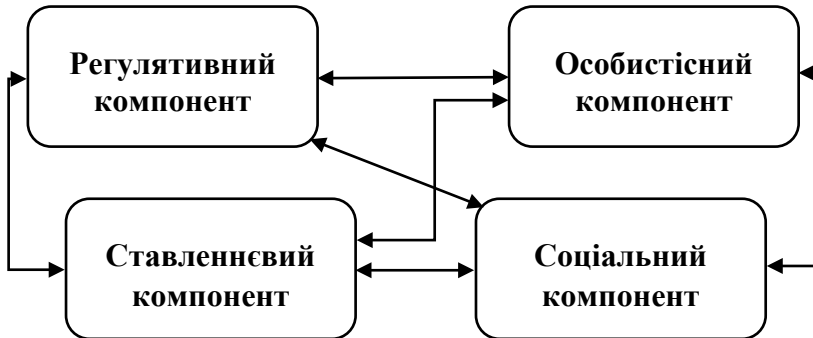 Регулятивний
компонент
Особистісний
компонент
Ставленнєвий
компонент
Соціальний
компонент